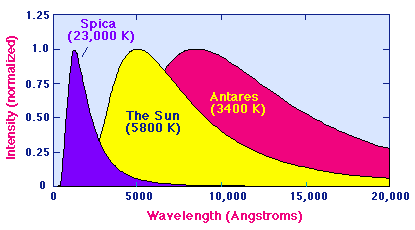 1.25
1.0
0.75
0.50
0.25
0
Intensity (normalized)
Spica
(23,000 K)
Antares
(3400 K)
The Sun
(5800 K)
0
5000
10,000
15,000
20,000
Wavelength (Angstroms)